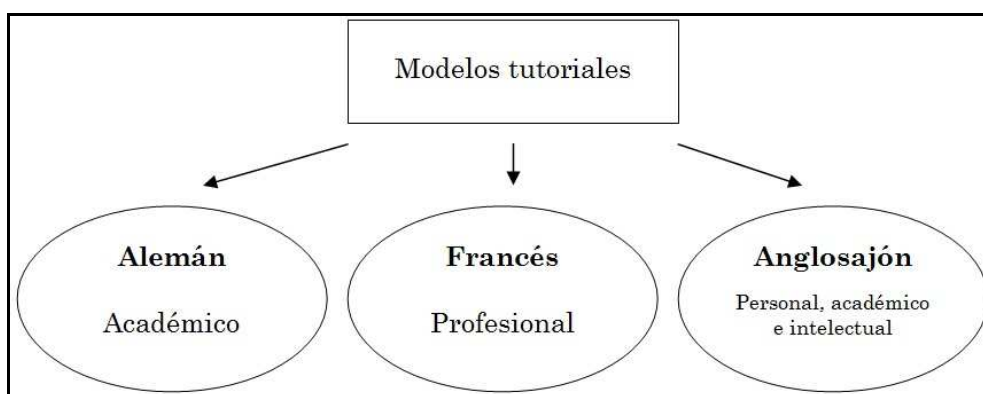 Modelos tutoriales
Alemán
Académico
Francés
Profesional
Anglosajón
Personal, académico
e intelectual